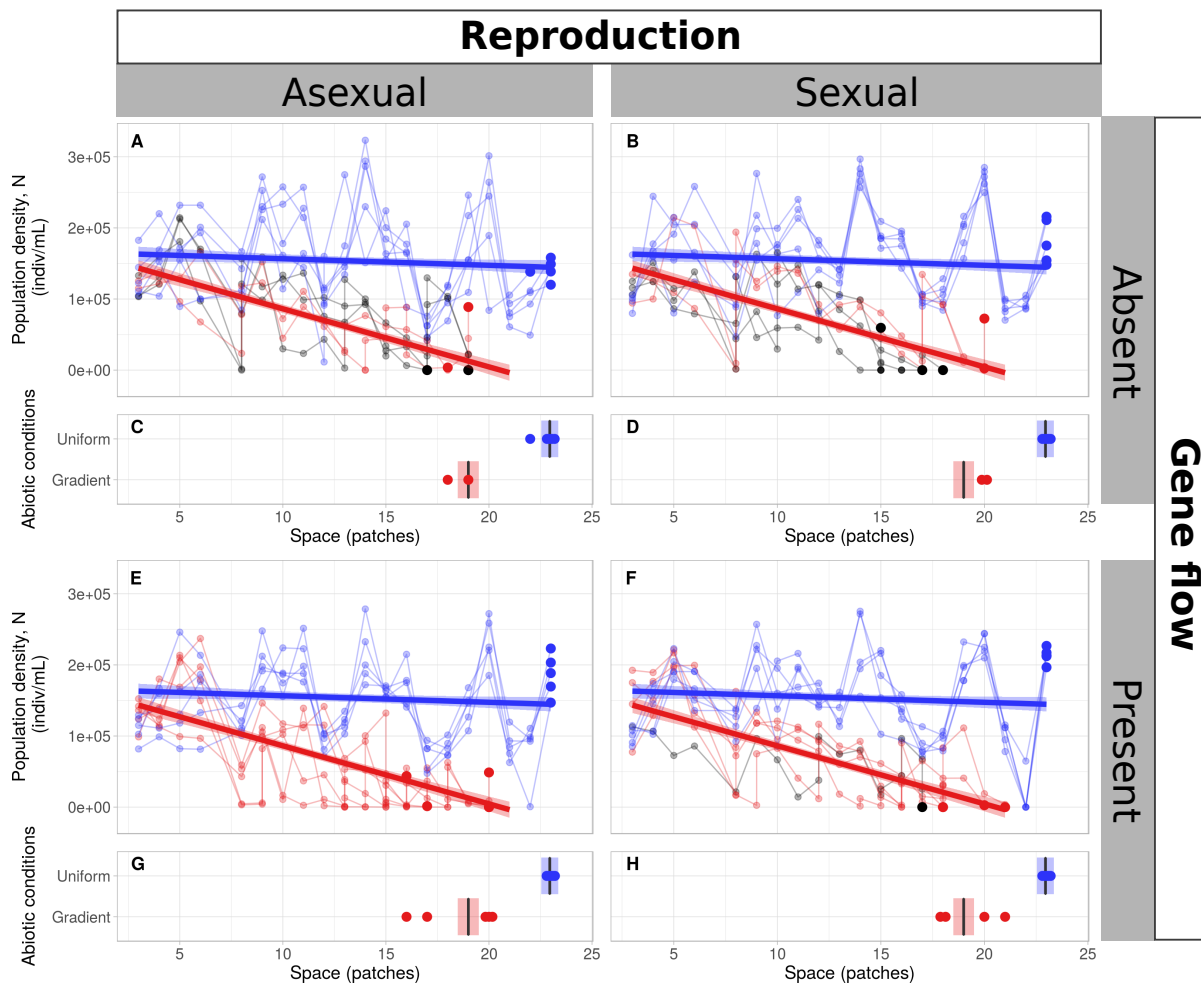 Reproduction
Asexual Sexual
A B
Population density, N
(indiv/mL)
3e+05
2e+05
1e+05
0e+00
Absent
Abiotic conditions
C D
Uniform
Gradient
5 10 15 20 25 5 10 15 20 25
Space (patches) Space (patches)
Gene flow
E F
Population density, N
(indiv/mL)
3e+05
2e+05
1e+05
0e+00
Present
Abiotic conditions
G H
Uniform
Gradient
5 10 15 20 25 5 10 15 20 25
Space (patches) Space (patches)